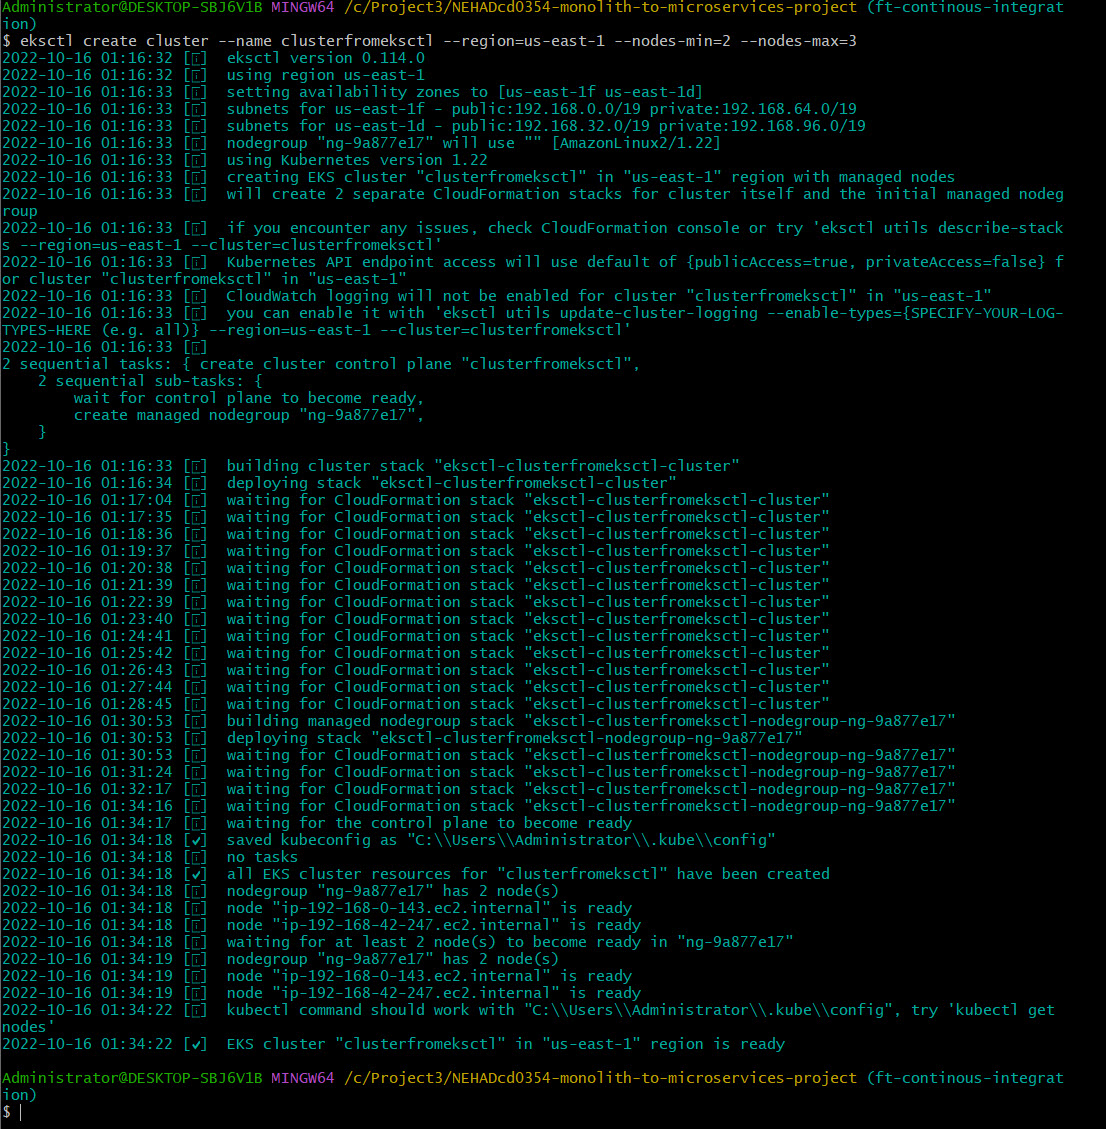 Administrator@DESKTOP-SBJ6V1B MINGW64 /c/Project3/NEHADcd0354-monolith-to-microservices-project (ft-continous-integrat
ion)
$ eksctl create cluster --name clusterfromeksctl --region=us-east-1 --nodes-min=2 --nodes-max=3
2022-10-16 01:16:32 [ℹ]  eksctl version 0.114.0
2022-10-16 01:16:32 [ℹ]  using region us-east-1
2022-10-16 01:16:33 [ℹ]  setting availability zones to [us-east-1f us-east-1d]
2022-10-16 01:16:33 [ℹ]  subnets for us-east-1f - public:192.168.0.0/19 private:192.168.64.0/19
2022-10-16 01:16:33 [ℹ]  subnets for us-east-1d - public:192.168.32.0/19 private:192.168.96.0/19
2022-10-16 01:16:33 [ℹ]  nodegroup "ng-9a877e17" will use "" [AmazonLinux2/1.22]
2022-10-16 01:16:33 [ℹ]  using Kubernetes version 1.22
2022-10-16 01:16:33 [ℹ]  creating EKS cluster "clusterfromeksctl" in "us-east-1" region with managed nodes
2022-10-16 01:16:33 [ℹ]  will create 2 separate CloudFormation stacks for cluster itself and the initial managed nodeg
roup
2022-10-16 01:16:33 [ℹ]  if you encounter any issues, check CloudFormation console or try 'eksctl utils describe-stack
s --region=us-east-1 --cluster=clusterfromeksctl'
2022-10-16 01:16:33 [ℹ]  Kubernetes API endpoint access will use default of {publicAccess=true, privateAccess=false} f
or cluster "clusterfromeksctl" in "us-east-1"
2022-10-16 01:16:33 [ℹ]  CloudWatch logging will not be enabled for cluster "clusterfromeksctl" in "us-east-1"
2022-10-16 01:16:33 [ℹ]  you can enable it with 'eksctl utils update-cluster-logging --enable-types={SPECIFY-YOUR-LOG-
TYPES-HERE (e.g. all)} --region=us-east-1 --cluster=clusterfromeksctl'
2022-10-16 01:16:33 [ℹ]
2 sequential tasks: { create cluster control plane "clusterfromeksctl",
    2 sequential sub-tasks: {
        wait for control plane to become ready,
        create managed nodegroup "ng-9a877e17",
    }
}
2022-10-16 01:16:33 [ℹ]  building cluster stack "eksctl-clusterfromeksctl-cluster"
2022-10-16 01:16:34 [ℹ]  deploying stack "eksctl-clusterfromeksctl-cluster"
2022-10-16 01:17:04 [ℹ]  waiting for CloudFormation stack "eksctl-clusterfromeksctl-cluster"
2022-10-16 01:17:35 [ℹ]  waiting for CloudFormation stack "eksctl-clusterfromeksctl-cluster"
2022-10-16 01:18:36 [ℹ]  waiting for CloudFormation stack "eksctl-clusterfromeksctl-cluster"
2022-10-16 01:19:37 [ℹ]  waiting for CloudFormation stack "eksctl-clusterfromeksctl-cluster"
2022-10-16 01:20:38 [ℹ]  waiting for CloudFormation stack "eksctl-clusterfromeksctl-cluster"
2022-10-16 01:21:39 [ℹ]  waiting for CloudFormation stack "eksctl-clusterfromeksctl-cluster"
2022-10-16 01:22:39 [ℹ]  waiting for CloudFormation stack "eksctl-clusterfromeksctl-cluster"
2022-10-16 01:23:40 [ℹ]  waiting for CloudFormation stack "eksctl-clusterfromeksctl-cluster"
2022-10-16 01:24:41 [ℹ]  waiting for CloudFormation stack "eksctl-clusterfromeksctl-cluster"
2022-10-16 01:25:42 [ℹ]  waiting for CloudFormation stack "eksctl-clusterfromeksctl-cluster"
2022-10-16 01:26:43 [ℹ]  waiting for CloudFormation stack "eksctl-clusterfromeksctl-cluster"
2022-10-16 01:27:44 [ℹ]  waiting for CloudFormation stack "eksctl-clusterfromeksctl-cluster"
2022-10-16 01:28:45 [ℹ]  waiting for CloudFormation stack "eksctl-clusterfromeksctl-cluster"
2022-10-16 01:30:53 [ℹ]  building managed nodegroup stack "eksctl-clusterfromeksctl-nodegroup-ng-9a877e17"
2022-10-16 01:30:53 [ℹ]  deploying stack "eksctl-clusterfromeksctl-nodegroup-ng-9a877e17"
2022-10-16 01:30:53 [ℹ]  waiting for CloudFormation stack "eksctl-clusterfromeksctl-nodegroup-ng-9a877e17"
2022-10-16 01:31:24 [ℹ]  waiting for CloudFormation stack "eksctl-clusterfromeksctl-nodegroup-ng-9a877e17"
2022-10-16 01:32:17 [ℹ]  waiting for CloudFormation stack "eksctl-clusterfromeksctl-nodegroup-ng-9a877e17"
2022-10-16 01:34:16 [ℹ]  waiting for CloudFormation stack "eksctl-clusterfromeksctl-nodegroup-ng-9a877e17"
2022-10-16 01:34:17 [ℹ]  waiting for the control plane to become ready
2022-10-16 01:34:18 [✔]  saved kubeconfig as "C:\\Users\\Administrator\\.kube\\config"
2022-10-16 01:34:18 [ℹ]  no tasks
2022-10-16 01:34:18 [✔]  all EKS cluster resources for "clusterfromeksctl" have been created
2022-10-16 01:34:18 [ℹ]  nodegroup "ng-9a877e17" has 2 node(s)
2022-10-16 01:34:18 [ℹ]  node "ip-192-168-0-143.ec2.internal" is ready
2022-10-16 01:34:18 [ℹ]  node "ip-192-168-42-247.ec2.internal" is ready
2022-10-16 01:34:18 [ℹ]  waiting for at least 2 node(s) to become ready in "ng-9a877e17"
2022-10-16 01:34:19 [ℹ]  nodegroup "ng-9a877e17" has 2 node(s)
2022-10-16 01:34:19 [ℹ]  node "ip-192-168-0-143.ec2.internal" is ready
2022-10-16 01:34:19 [ℹ]  node "ip-192-168-42-247.ec2.internal" is ready
2022-10-16 01:34:22 [ℹ]  kubectl command should work with "C:\\Users\\Administrator\\.kube\\config", try 'kubectl get
nodes'
2022-10-16 01:34:22 [✔]  EKS cluster "clusterfromeksctl" in "us-east-1" region is ready
Administrator@DESKTOP-SBJ6V1B MINGW64 /c/Project3/NEHADcd0354-monolith-to-microservices-project (ft-continous-integrat
ion)
$